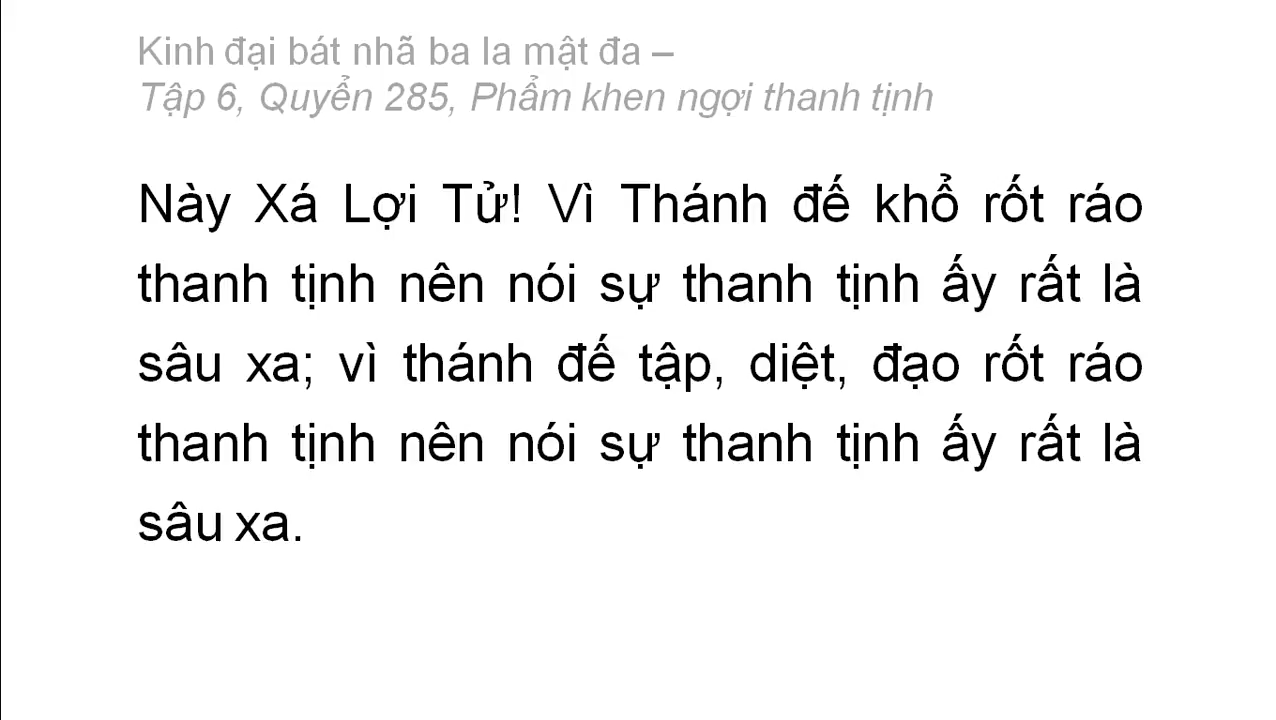 Kinh đại bát nhã ba la mật đa –
Tập 6, Quyển 285, Phẩm khen ngợi thanh tịnh
Này Xá Lợi Tử! Vì Thánh đế khổ rốt ráo
thanh tịnh nên nói sự thanh tịnh ấy rất là
sâu xa; vì thánh đế tập, diệt, đạo rốt ráo
thanh tịnh nên nói sự thanh tịnh ấy rất là
sâu xa.